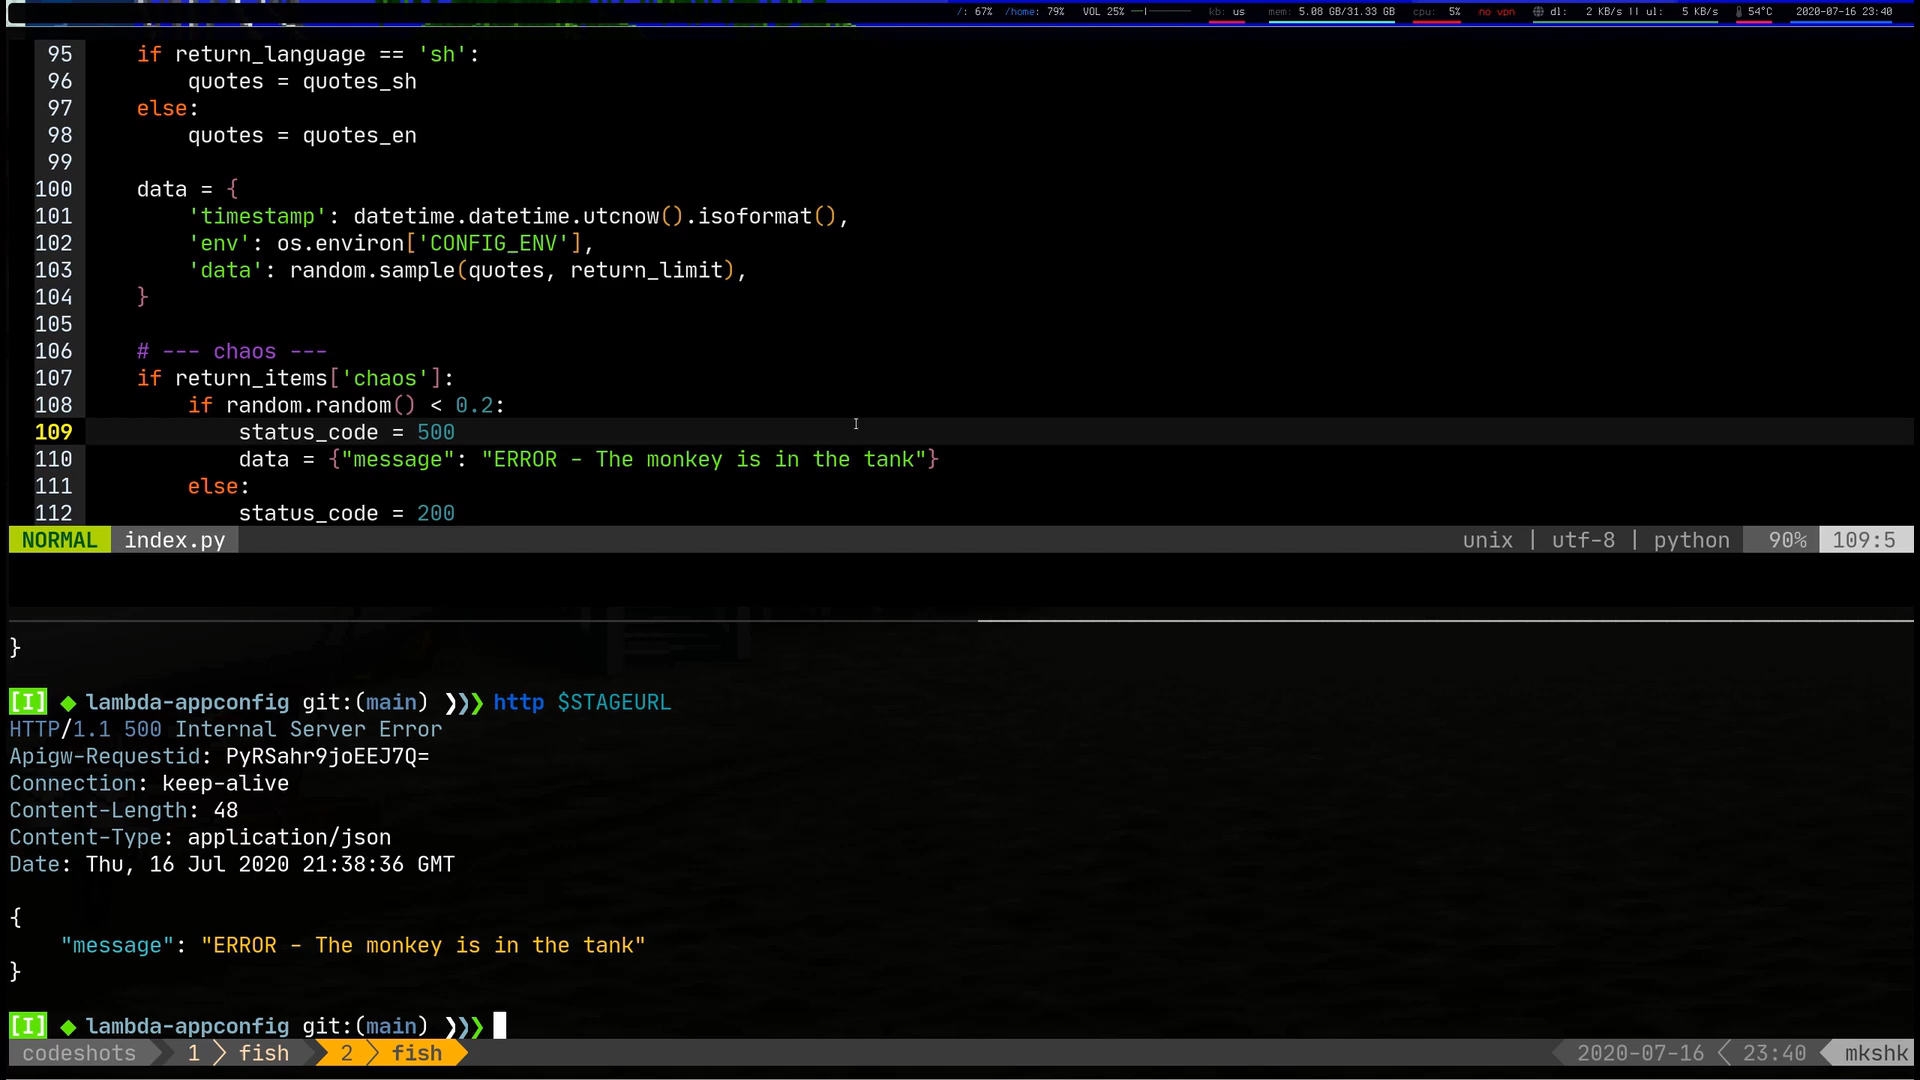 /: 67% /home: 79% VOL 25% kb: us mem: 5.08 GB/31.33 GB cpu: 5% no vpn dl: 2 KB/s || ul: 5 KB/s 54°C 2020-07-16 23:40
95 if return_language == 'sh':
96 quotes = quotes_sh
97 else:
98 quotes = quotes_en
99
100 data = {
101 'timestamp': datetime.datetime.utcnow().isoformat(),
102 'env': os.environ['CONFIG_ENV'],
103 'data': random.sample(quotes, return_limit),
104 }
105
106 # --- chaos ---
107 if return_items['chaos']:
108 if random.random() < 0.2:
109 status_code = 500
110 data = {"message": "ERROR - The monkey is in the tank"}
111 else:
112 status_code = 200
NORMAL index.py unix | utf-8 | python 90% 109:5
}
[I] ◆ lambda-appconfig git:(main) ❯❯❯ http $STAGEURL
HTTP/1.1 500 Internal Server Error
Apigw-Requestid: PyRSahr9joEEJ7Q=
Connection: keep-alive
Content-Length: 48
Content-Type: application/json
Date: Thu, 16 Jul 2020 21:38:36 GMT
{
"message": "ERROR - The monkey is in the tank"
}
[I] ◆ lambda-appconfig git:(main) ❯❯❯
codeshots 1 fish 2 fish 2020-07-16 23:40 mkshk